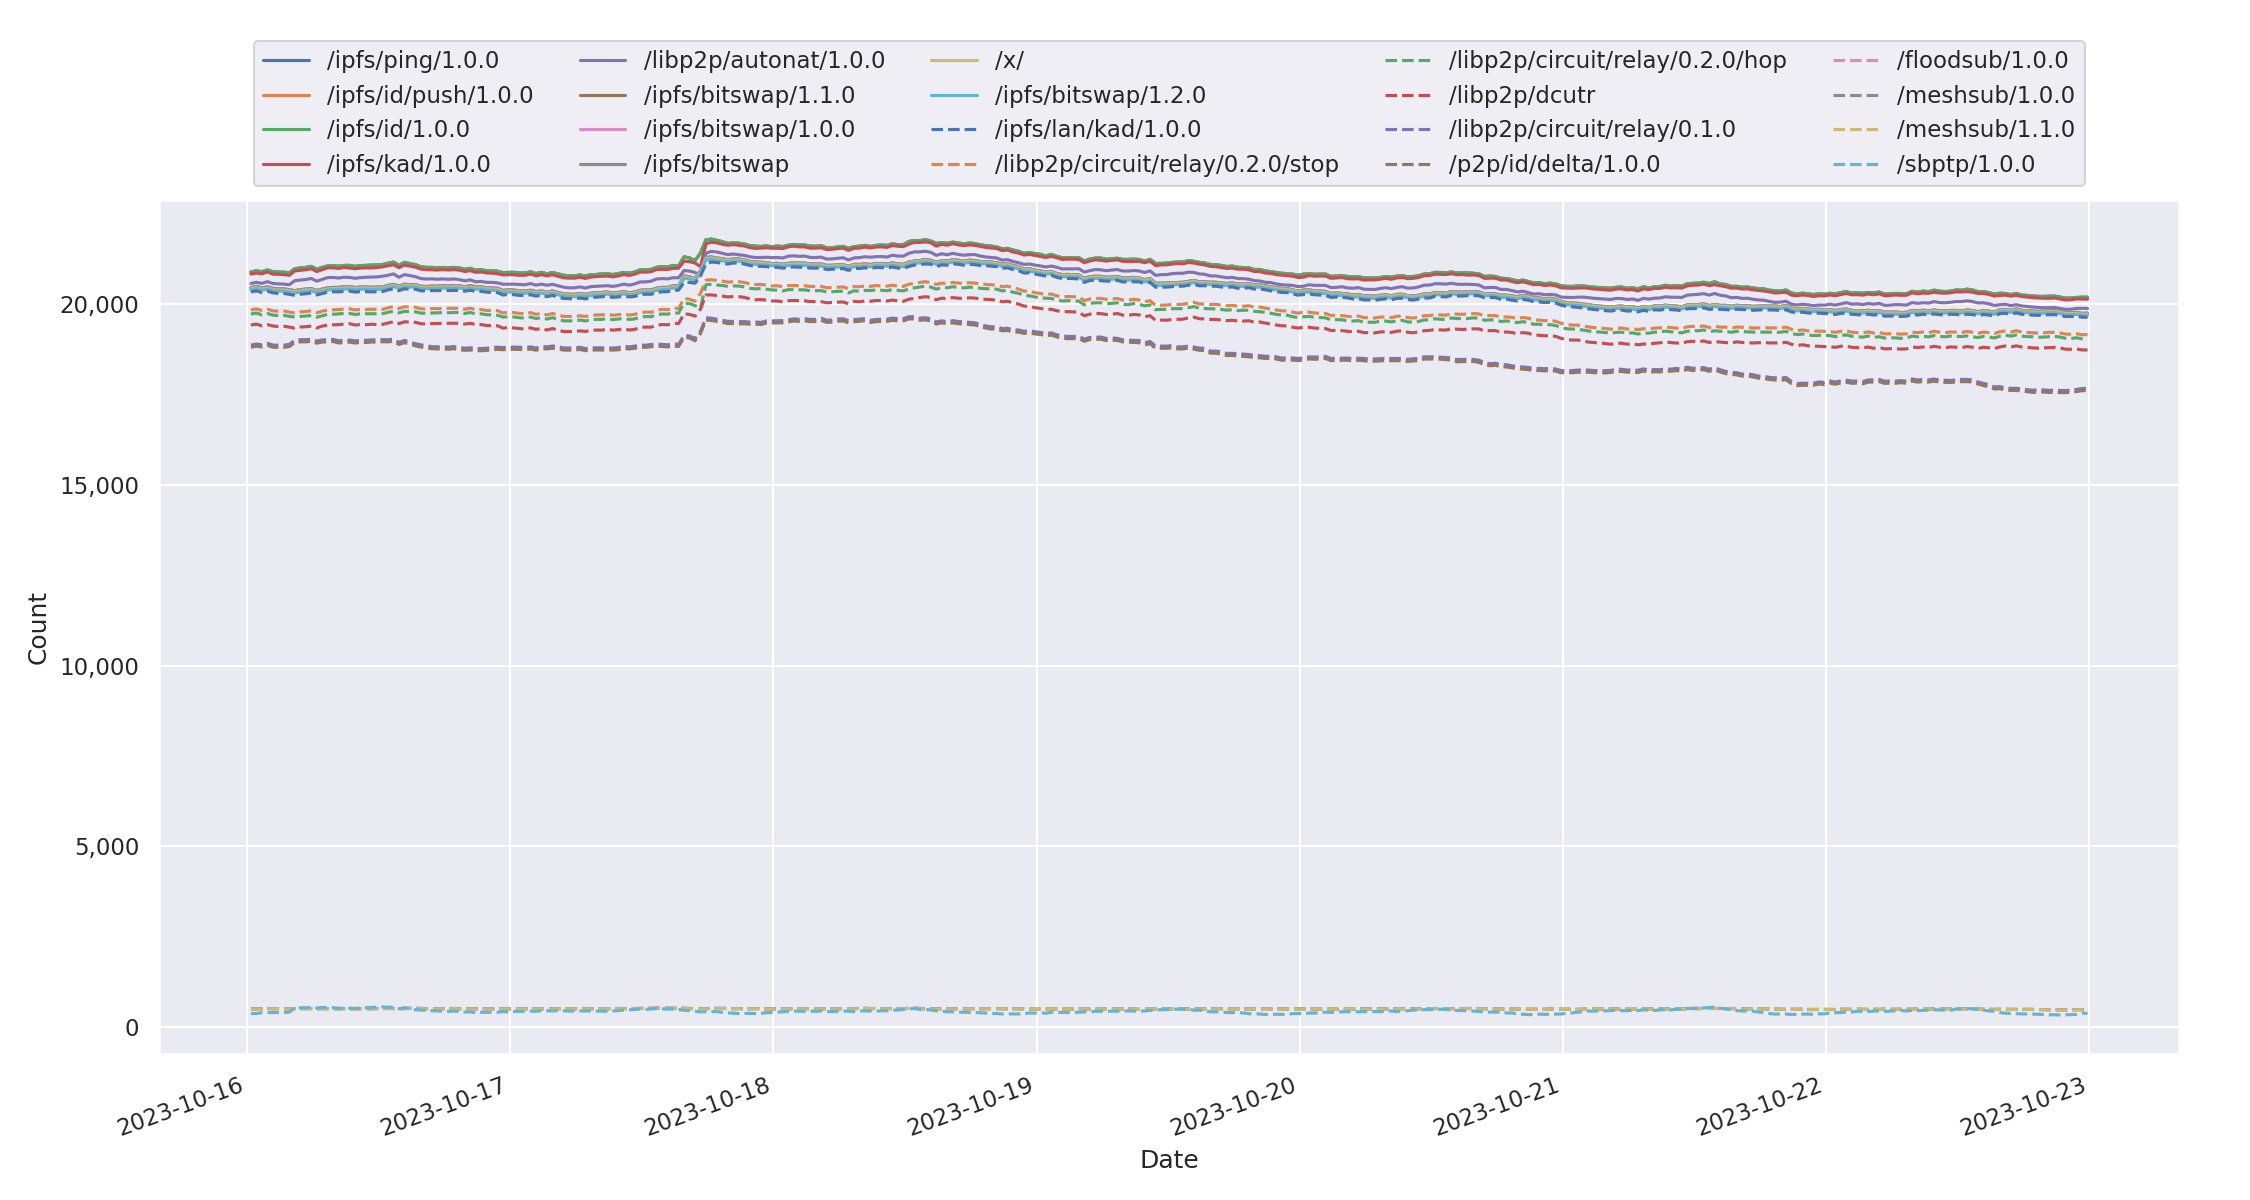 /ipfs/ping/1.0.0
/ipfs/id/push/1.0.0
/ipfs/id/1.0.0
/ipfs/kad/1.0.0
/libp2p/autonat/1.0.0
/ipfs/bitswap/1.1.0
/ipfs/bitswap/1.0.0
/ipfs/bitswap
/x/
/ipfs/bitswap/1.2.0
/ipfs/lan/kad/1.0.0
/libp2p/circuit/relay/0.2.0/stop
/libp2p/circuit/relay/0.2.0/hop
/libp2p/dcutr
/libp2p/circuit/relay/0.1.0
/p2p/id/delta/1.0.0
/floodsub/1.0.0
/meshsub/1.0.0
/meshsub/1.1.0
/sbptp/1.0.0
20,000
15,000
10,000
5,000
0
Count
2023-10-16
2023-10-17
2023-10-18
2023-10-19
2023-10-20
2023-10-21
2023-10-22
2023-10-23
Date